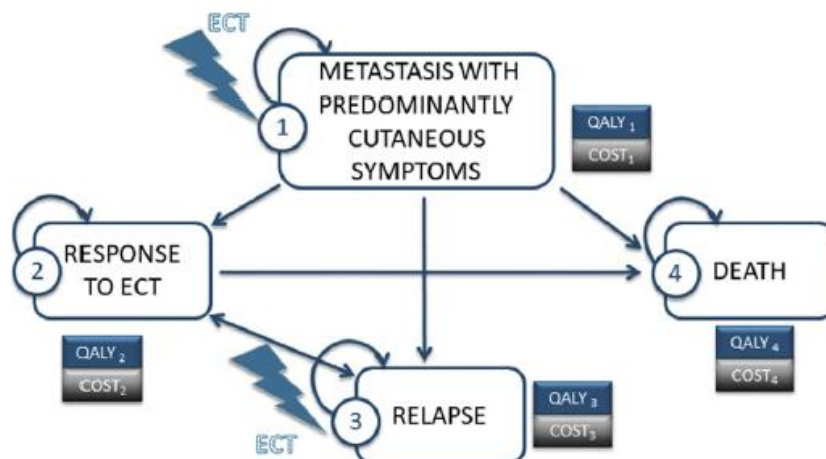 ECT
METASTASIS WITH
PREDOMINANTLY
CUTANEOUS
SYMPTOMS
1
QALY 1
COST1
2
RESPONSE
TO ECT
4
DEATH
QALY 2
COST2
QALY 4
COST4
3
RELAPSE
QALY 3
COST3
ECT